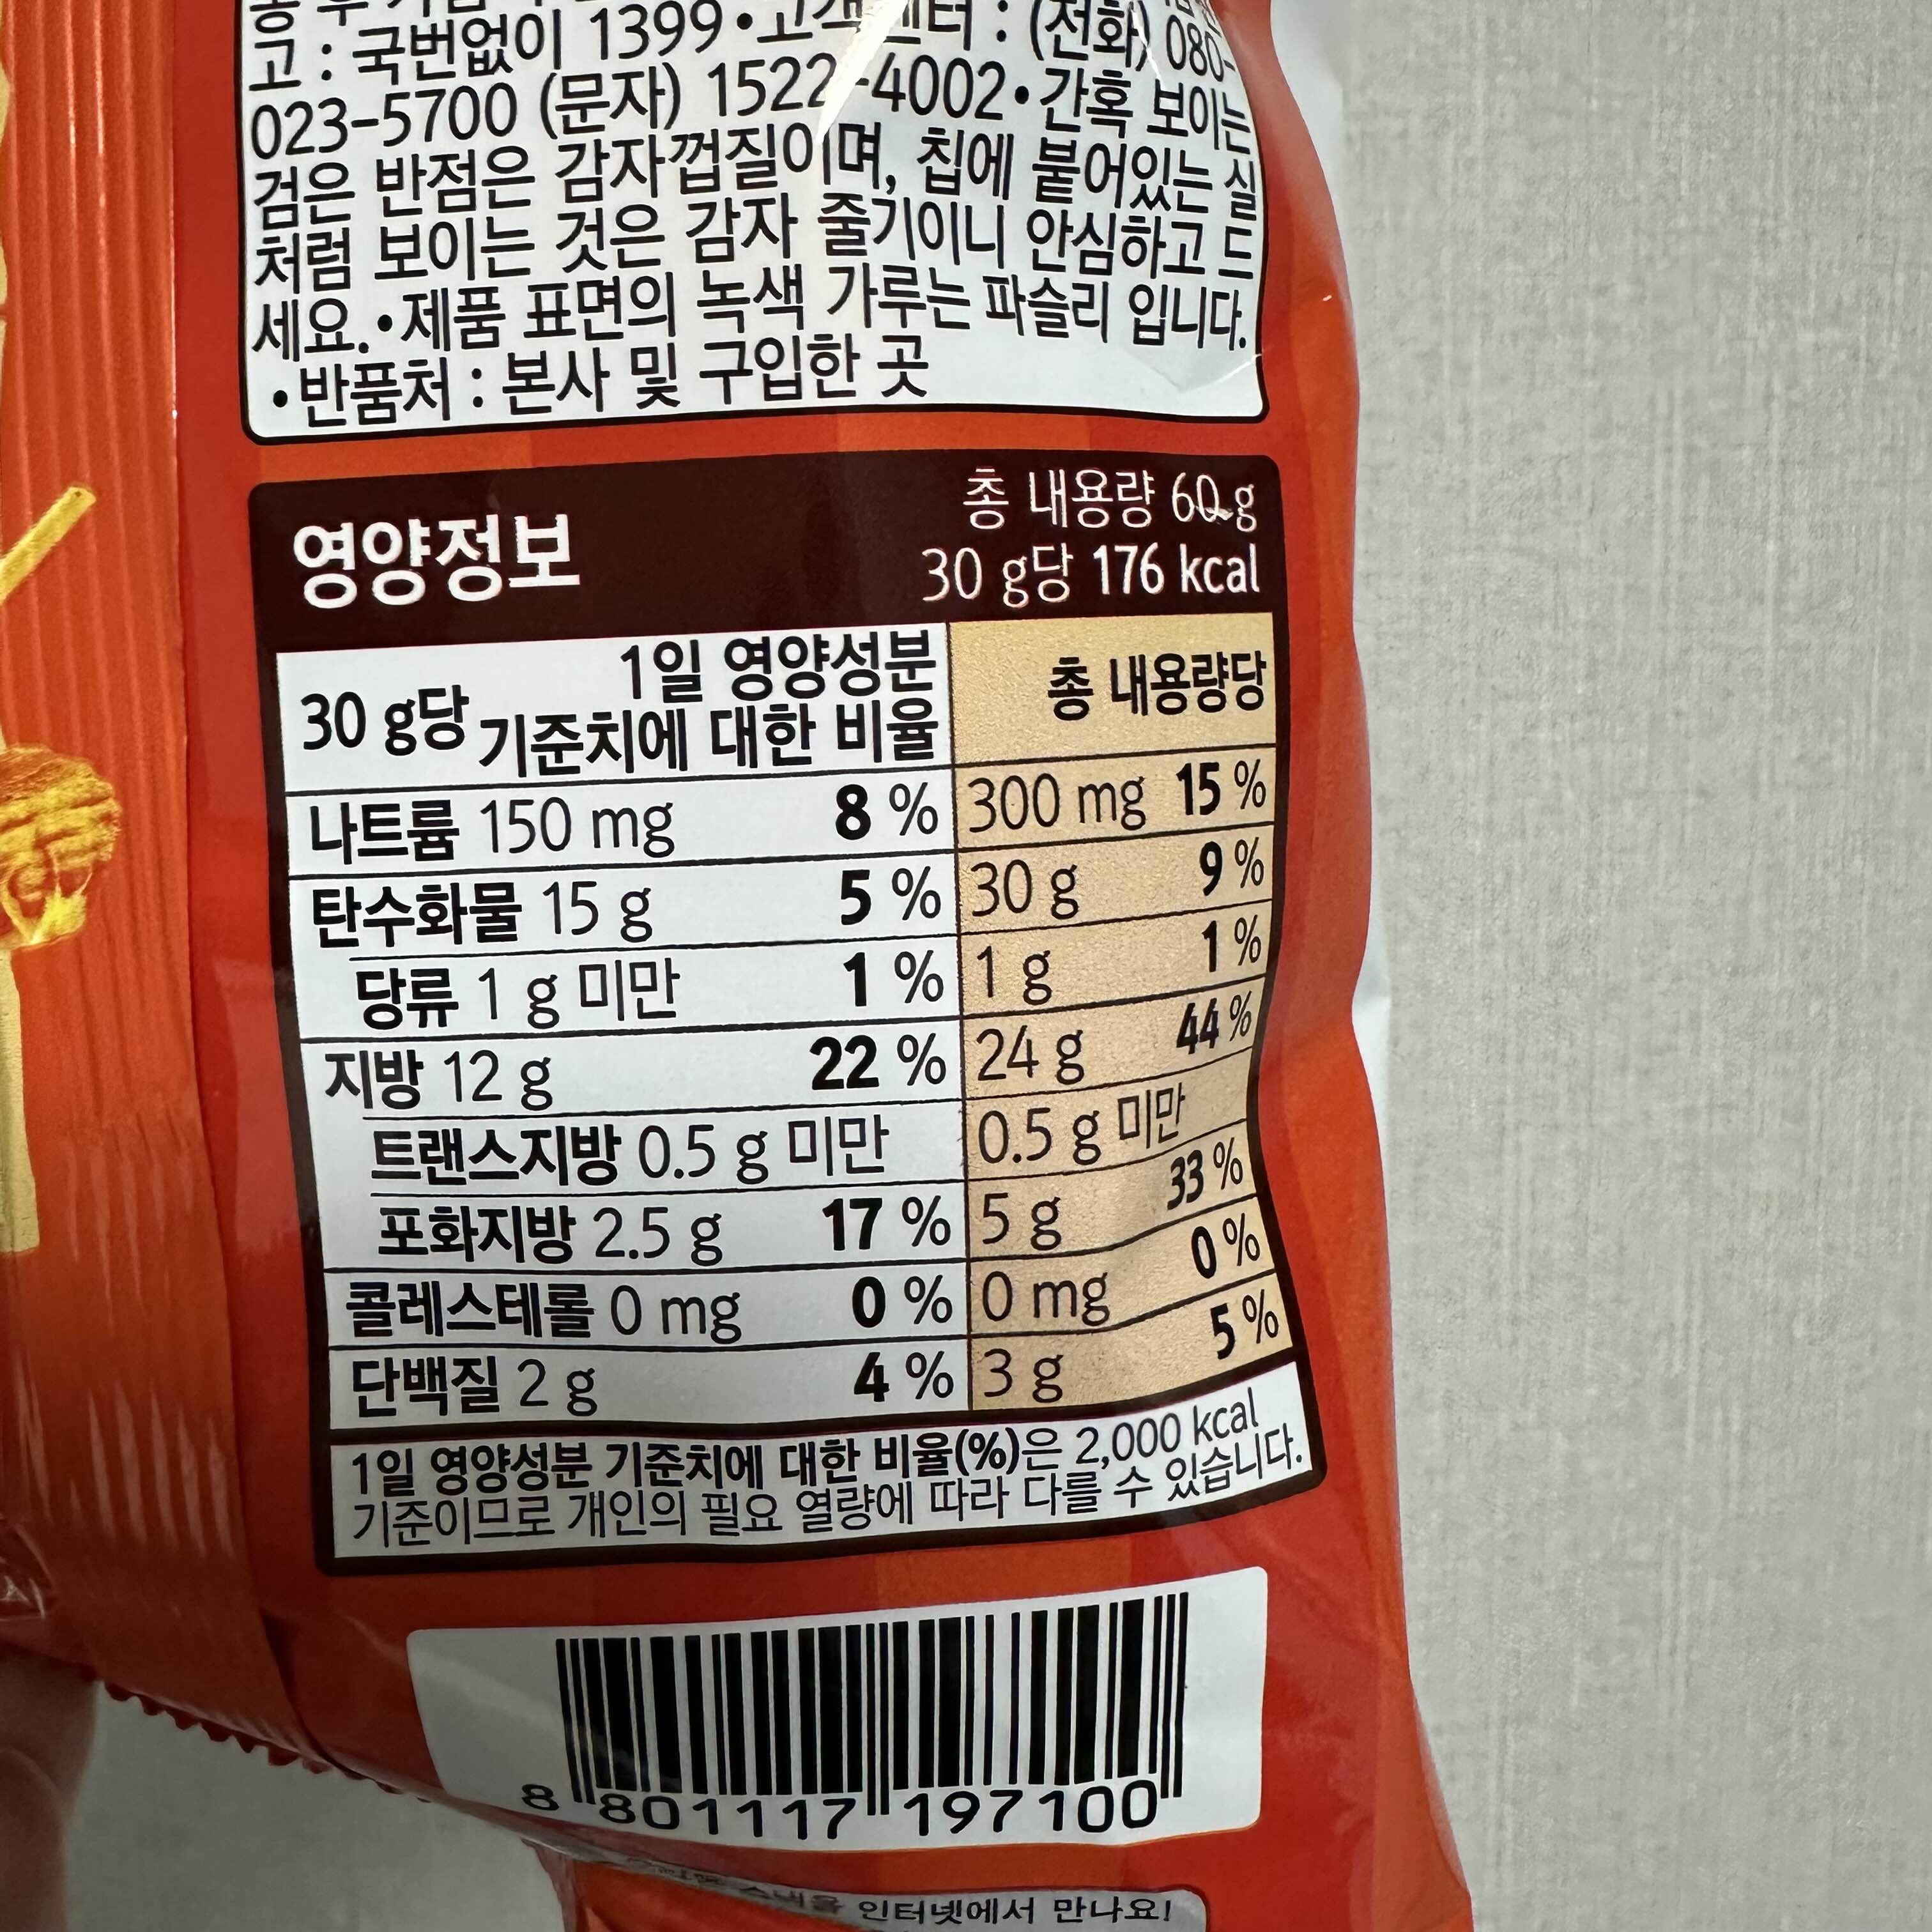 고 : 국번없이 1399 • 고객센터 : (전화) 080-
023-5700 (문자) 1522-4002 • 간혹 보이는
검은 반점은 감자껍질이며, 칩에 붙어있는 실
처럼 보이는 것은 감자 줄기이니 안심하고 드
세요. • 제품 표면의 녹색 가루는 파슬리 입니다.
• 반품처 : 본사 및 구입한 곳
영양정보
총 내용량 60 g
30 g당 176 kcal
30 g당 1일 영양성분
기준치에 대한 비율
총 내용량당
나트륨 150 mg 8 % 300 mg 15 %
탄수화물 15 g 5 % 30 g 9 %
당류 1 g 미만 1 % 1 g 1 %
지방 12 g 22 % 24 g 44 %
트랜스지방 0.5 g 미만 0.5 g 미만
포화지방 2.5 g 17 % 5 g 33 %
콜레스테롤 0 mg 0 % 0 mg 0 %
단백질 2 g 4 % 3 g 5 %
1일 영양성분 기준치에 대한 비율(%)은 2,000 kcal
기준이므로 개인의 필요 열량에 따라 다를 수 있습니다.
8 801117 197100
스낵을 인터넷에서 만나요!